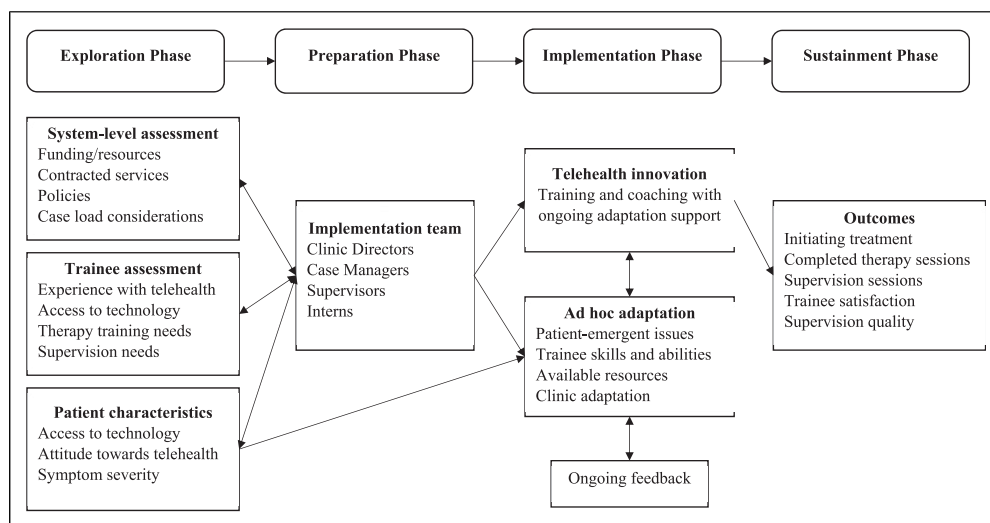 Exploration Phase
Preparation Phase
Implementation Phase
Sustainment Phase
System-level assessment
Funding/resources
Contracted services
Policies
Case load considerations
Trainee assessment
Experience with telehealth
Access to technology
Therapy training needs
Supervision needs
Patient characteristics
Access to technology
Attitude towards telehealth
Symptom severity
Implementation team
Clinic Directors
Case Managers
Supervisors
Interns
Telehealth innovation
Training and coaching with
ongoing adaptation support
Ad hoc adaptation
Patient-emergent issues
Trainee skills and abilities
Available resources
Clinic adaptation
Ongoing feedback
Outcomes
Initiating treatment
Completed therapy sessions
Supervision sessions
Trainee satisfaction
Supervision quality